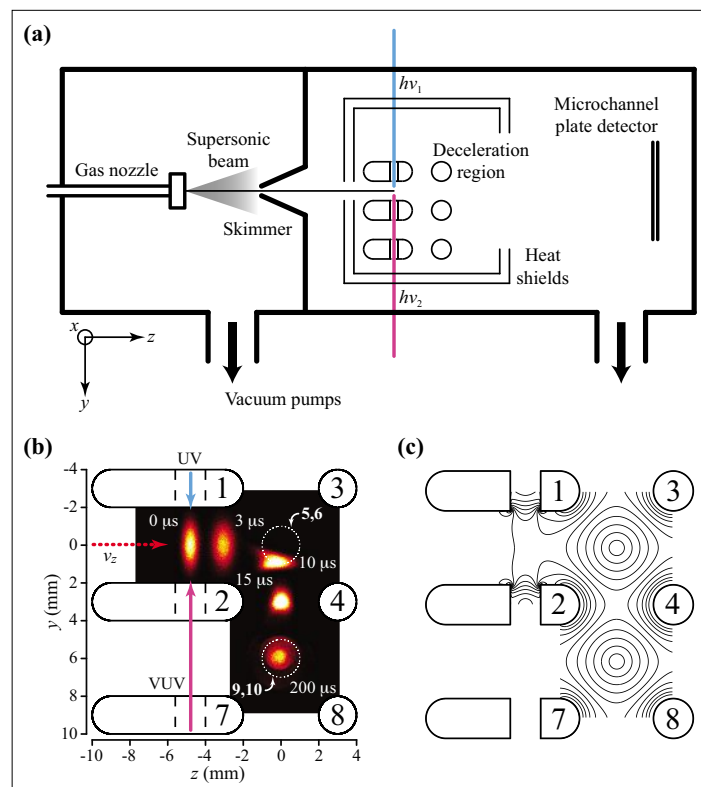 (a)
hν₁
Microchannel
plate detector
Supersonic
beam
Gas nozzle
Deceleration
region
Skimmer
Heat
shields
hν₂
x
z
y
Vacuum pumps
(b)
(c)
UV
-4
-2
0
2
4
6
8
10
y (mm)
1
3
0 μs
3 μs
5,6
v_z
10 μs
15 μs
2
4
VUV
9,10
200 μs
7
8
-10
-8
-6
-4
-2
0
2
4
z (mm)
1
3
2
4
7
8